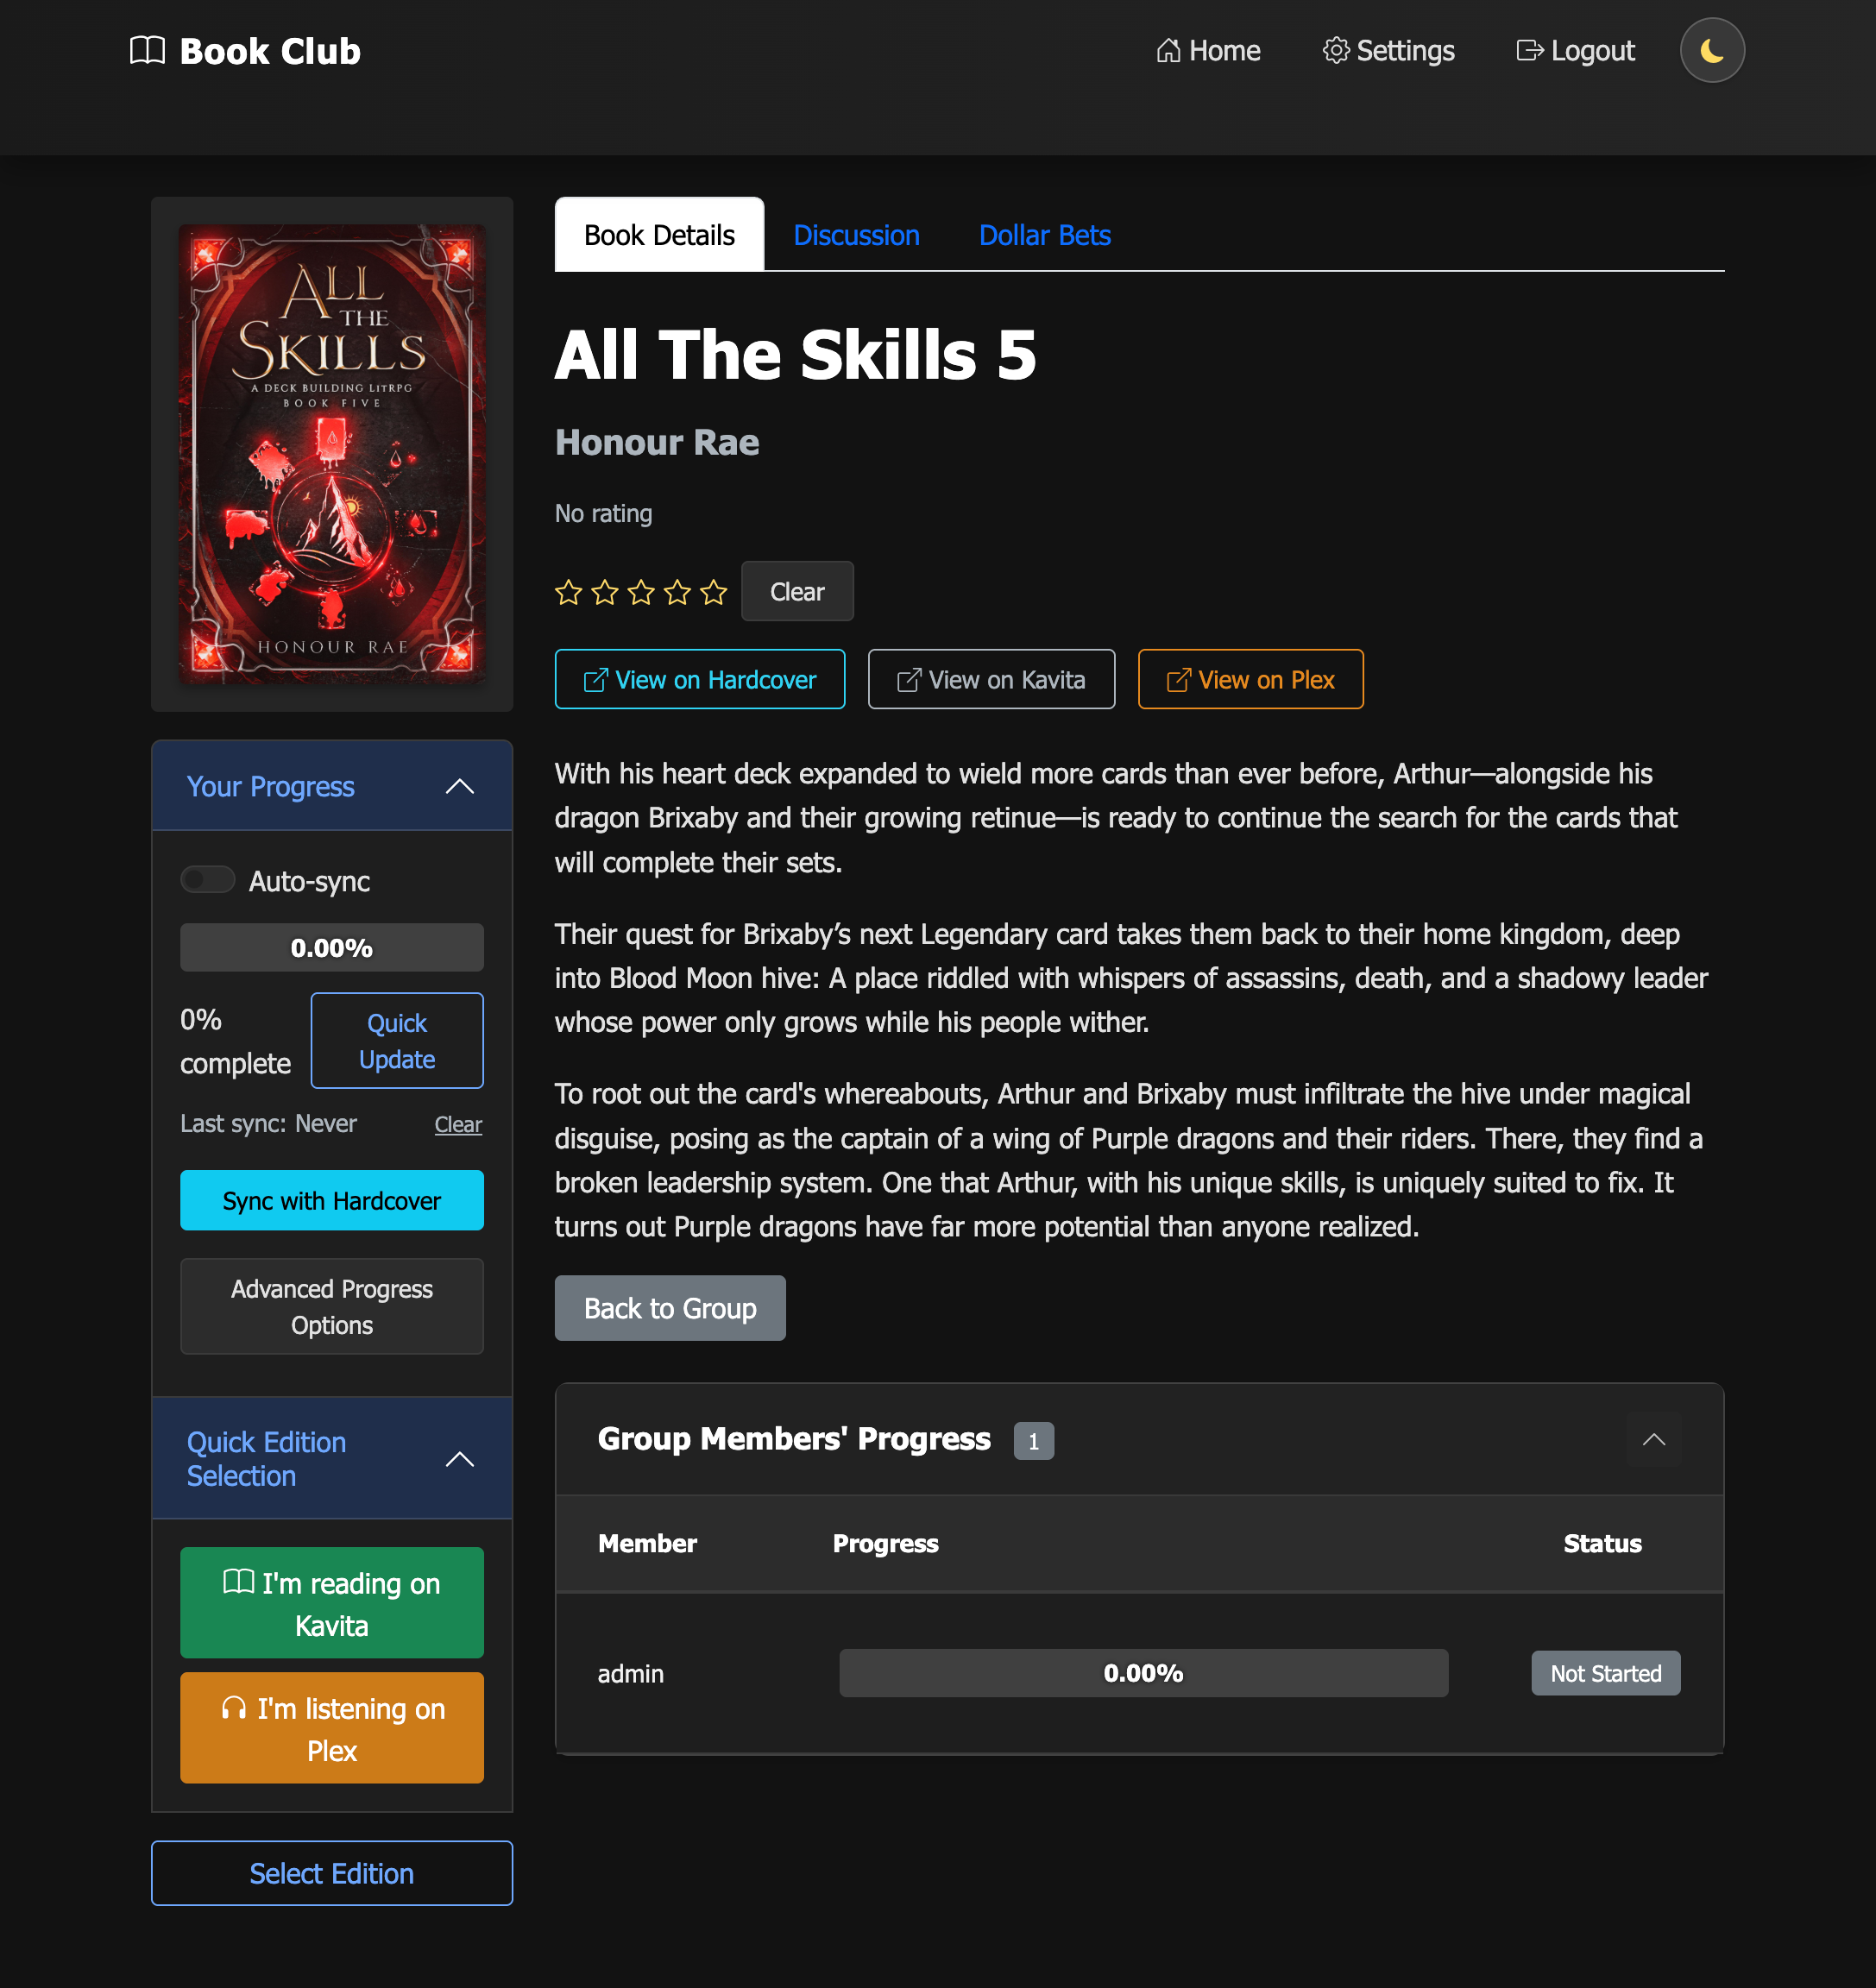 Book Club
Home
Settings
Logout
ALL
THE
SKILLS
A DECK BUILDING LITRPG
BOOK FIVE
HONOUR RAE
Your Progress
Auto-sync
0.00%
0%
complete
Quick
Update
Last sync: Never
Clear
Sync with Hardcover
Advanced Progress
Options
Quick Edition
Selection
I'm reading on
Kavita
I'm listening on
Plex
Select Edition
Book Details
Discussion
Dollar Bets
All The Skills 5
Honour Rae
No rating
Clear
View on Hardcover
View on Kavita
View on Plex
With his heart deck expanded to wield more cards than ever before, Arthur—alongside his
dragon Brixaby and their growing retinue—is ready to continue the search for the cards that
will complete their sets.
Their quest for Brixaby’s next Legendary card takes them back to their home kingdom, deep
into Blood Moon hive: A place riddled with whispers of assassins, death, and a shadowy leader
whose power only grows while his people wither.
To root out the card's whereabouts, Arthur and Brixaby must infiltrate the hive under magical
disguise, posing as the captain of a wing of Purple dragons and their riders. There, they find a
broken leadership system. One that Arthur, with his unique skills, is uniquely suited to fix. It
turns out Purple dragons have far more potential than anyone realized.
Back to Group
Group Members' Progress 1
Member Progress Status
admin 0.00% Not Started